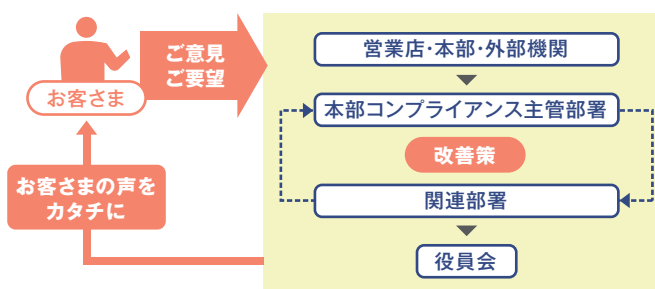 ご意見
ご要望
お客さま
営業店・本部・外部機関
本部コンプライアンス主管部署
改善策
関連部署
役員会
お客さまの声を
カタチに